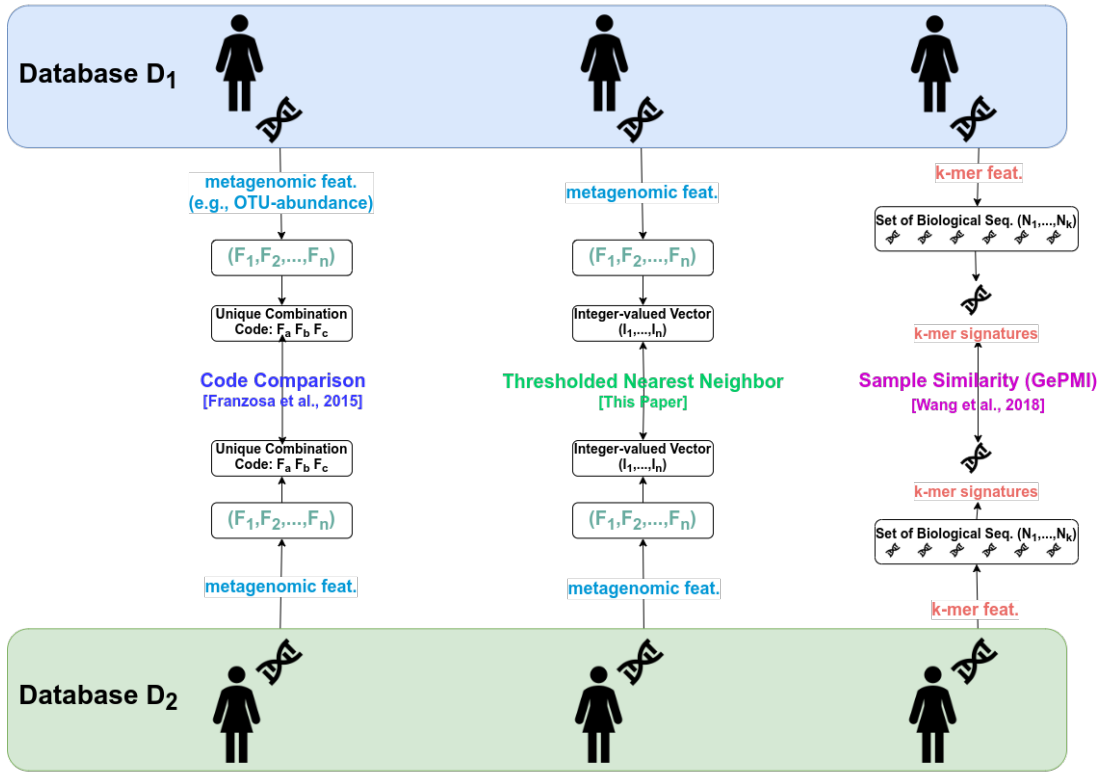 Database D1
metagenomic feat.
(e.g., OTU-abundance)
(F1,F2,...,Fn)
Unique Combination
Code: Fa Fb Fc
Code Comparison
[Franzosa et al., 2015]
Unique Combination
Code: Fa Fb Fc
(F1,F2,...,Fn)
metagenomic feat.
metagenomic feat.
(F1,F2,...,Fn)
Integer-valued Vector
(I1,...,In)
Thresholded Nearest Neighbor
[This Paper]
Integer-valued Vector
(I1,...,In)
(F1,F2,...,Fn)
metagenomic feat.
k-mer feat.
Set of Biological Seq. (N1,...,Nk)
k-mer signatures
Sample Similarity (GePMI)
[Wang et al., 2018]
k-mer signatures
Set of Biological Seq. (N1,...,Nk)
k-mer feat.
Database D2